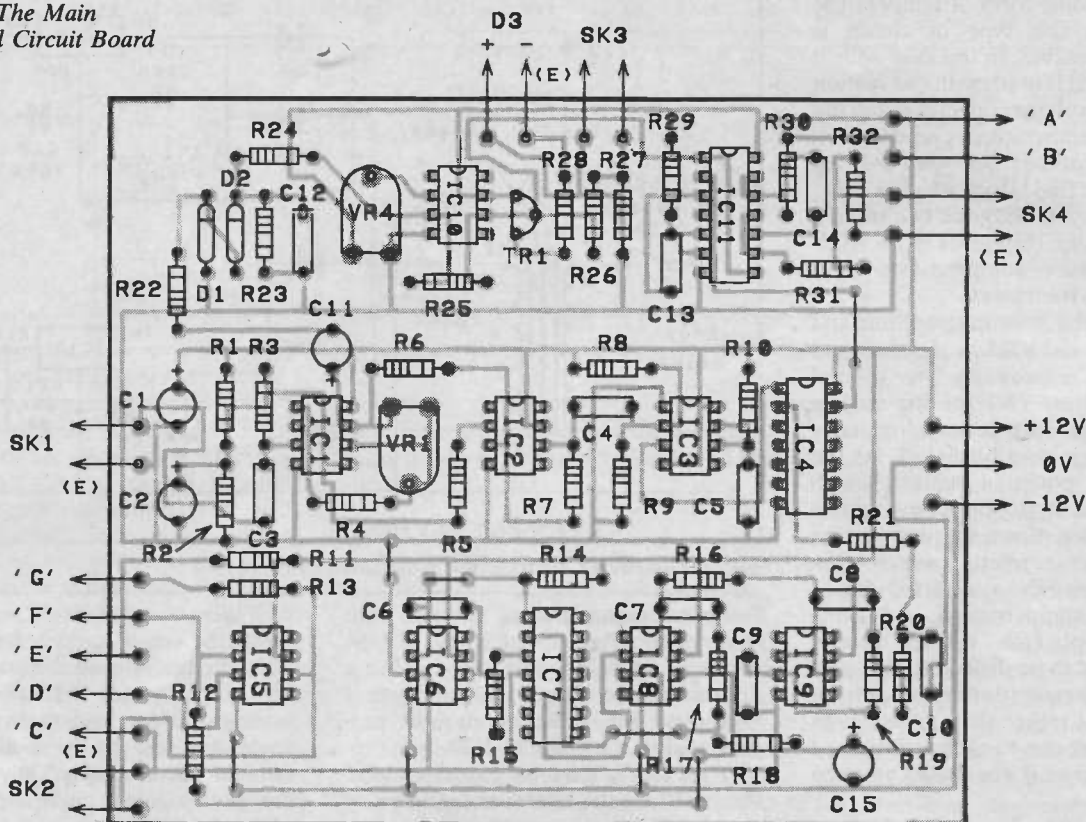 The Main
Circuit Board
D3
SK3
+
−
(E)
R24
R29
R30
R32
'A'
'B'
SK4
(E)
D2
C12
VR4
IC10
R28
R27
IC11
TR1
C14
R22
D1
R23
R25
R26
C13
R31
C11
R1
R3
R6
R8
R10
+
+
C1
SK1
(E)
IC1
VR1
IC2
C4
IC3
IC4
+12V
0V
−12V
+
C2
R2
C3
R4
R5
R7
R9
C5
R21
R11
R14
R16
C8
'G'
R13
'F'
C6
C7
R20
'E'
IC5
IC6
IC7
IC8
C9
IC9
'D'
R12
'C'
(E)
R15
R17
R18
+
C10
R19
SK2
C15